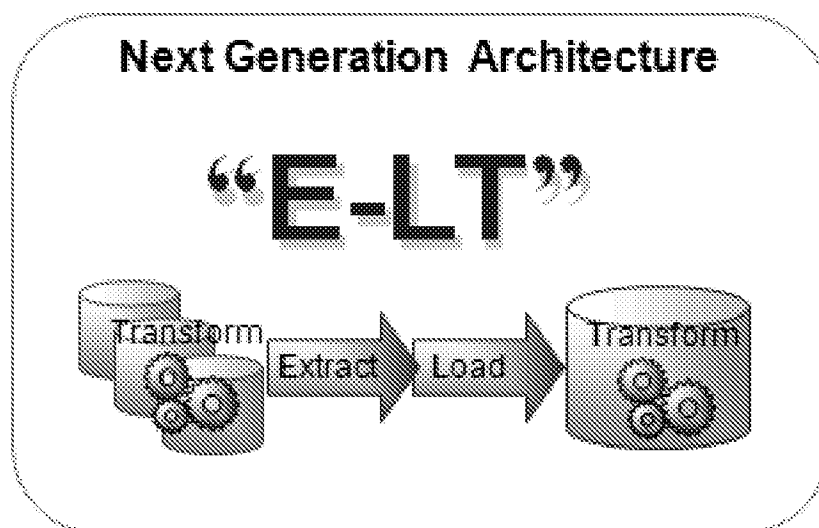 Next Generation Architecture
“E-LT”
Transform
Extract
Load
Transform